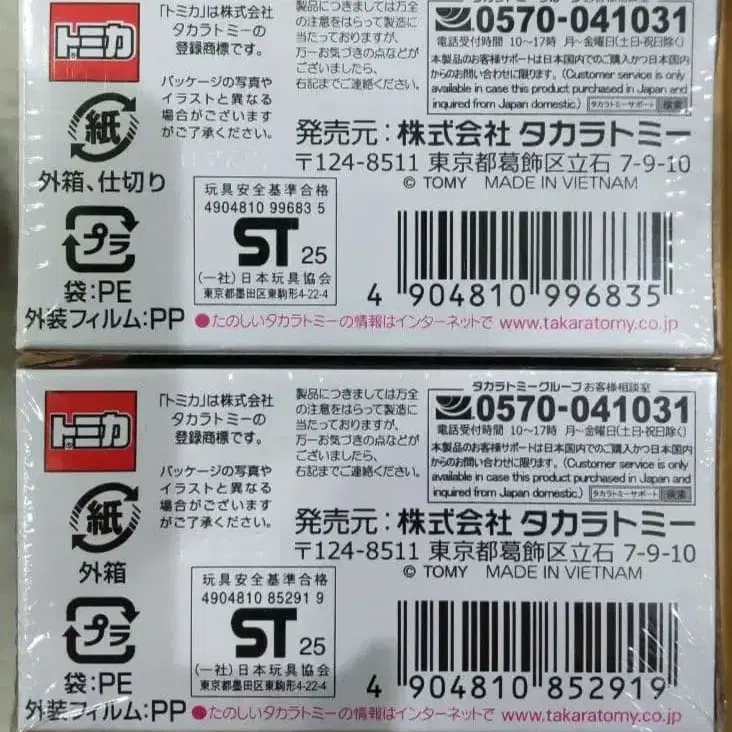 トミカ
「トミカ」は株式会社
タカラトミーの
登録商標です。
パッケージの写真や
イラストと異なる
場合がございます
がご了承ください。
製品につきましては万全
の注意をはらって製造に
当たっておりますが、
万一お気づきの点などが
ございましたら、
右記までご連絡ください。
0570-041031
電話受付時間 10〜17時 月〜金曜日(土・日・祝日除く)
本製品のお客様サポートは日本国内でのご購入かつ日本国内
からのお問い合わせに限ります。(Customer service is only
available in case this product purchased in Japan and
inquired from Japan domestic.) タカラトミーサポート 検索
紙
外箱、仕切り
プラ
袋:PE
外装フィルム:PP
発売元:株式会社 タカラトミー
〒124-8511 東京都葛飾区立石 7-9-10
© TOMY MADE IN VIETNAM
玩具安全基準合格
4904810 99683 5
ST 25
(一社)日本玩具協会
東京都墨田区東駒形4-22-4
4 904810 996835
●たのしいタカラトミーの情報はインターネットで www.takaratomy.co.jp
トミカ
「トミカ」は株式会社
タカラトミーの
登録商標です。
パッケージの写真や
イラストと異なる
場合がございます
がご了承ください。
製品につきましては万全
の注意をはらって製造に
当たっておりますが、
万一お気づきの点などが
ございましたら、
右記までご連絡ください。
タカラトミーグループお客様相談室
0570-041031
電話受付時間 10〜17時 月〜金曜日(土・日・祝日除く)
本製品のお客様サポートは日本国内でのご購入かつ日本国内
からのお問い合わせに限ります。(Customer service is only
available in case this product purchased in Japan and
inquired from Japan domestic.) タカラトミーサポート 検索
紙
外箱
プラ
袋:PE
外装フィルム:PP
発売元:株式会社 タカラトミー
〒124-8511 東京都葛飾区立石 7-9-10
© TOMY MADE IN VIETNAM
玩具安全基準合格
4904810 85291 9
ST 25
(一社)日本玩具協会
東京都墨田区東駒形4-22-4
4 904810 852919
●たのしいタカラトミーの情報はインターネットで www.takaratomy.co.jp